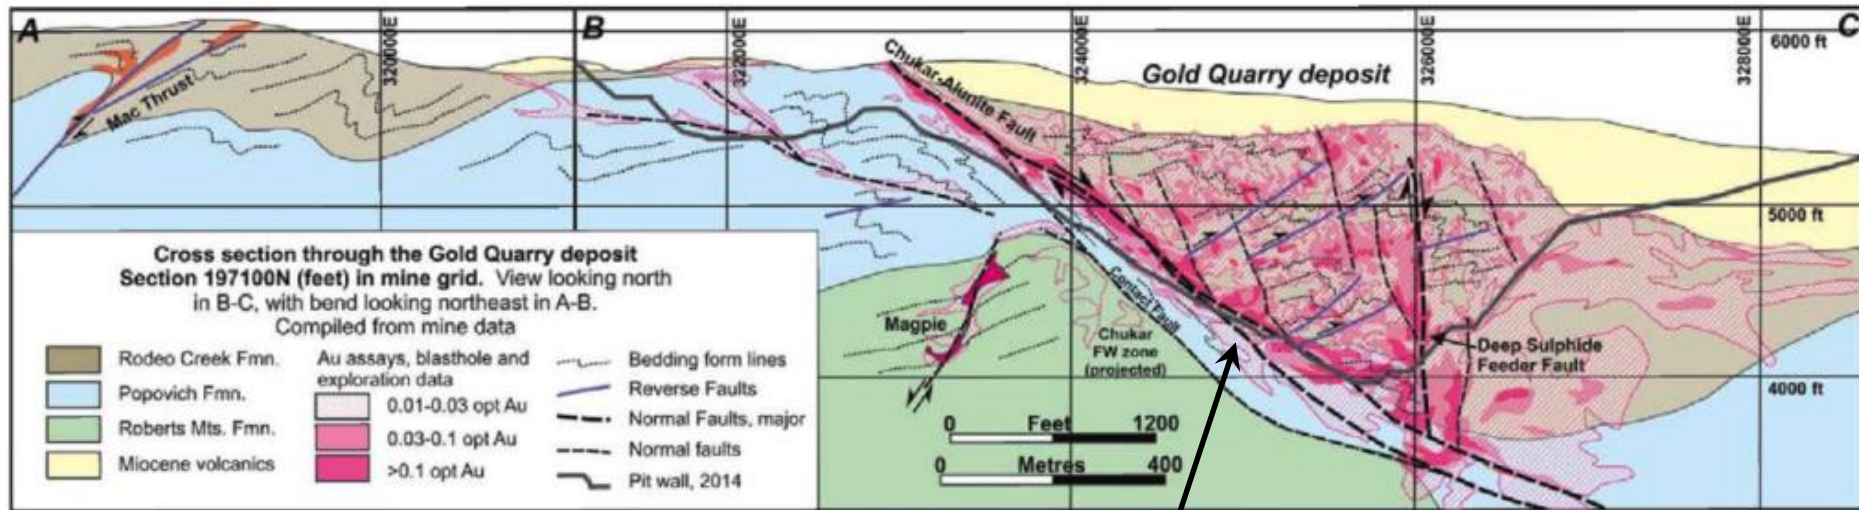 A
B
C
320000E
322000E
324000E
326000E
328000E
6000 ft
5000 ft
4000 ft
Gold Quarry deposit
Mac Thrust
Chukar-Alunite Fault
Contact Fault
Magpie
Chukar
FW zone
(projected)
Deep Sulphide
Feeder Fault
Cross section through the Gold Quarry deposit
Section 197100N (feet) in mine grid. View looking north
in B-C, with bend looking northeast in A-B.
Compiled from mine data
Rodeo Creek Fmn.
Popovich Fmn.
Roberts Mts. Fmn.
Miocene volcanics
Au assays, blasthole and
exploration data
0.01-0.03 opt Au
0.03-0.1 opt Au
>0.1 opt Au
Bedding form lines
Reverse Faults
Normal Faults, major
Normal faults
Pit wall, 2014
0 Feet 1200
0 Metres 400